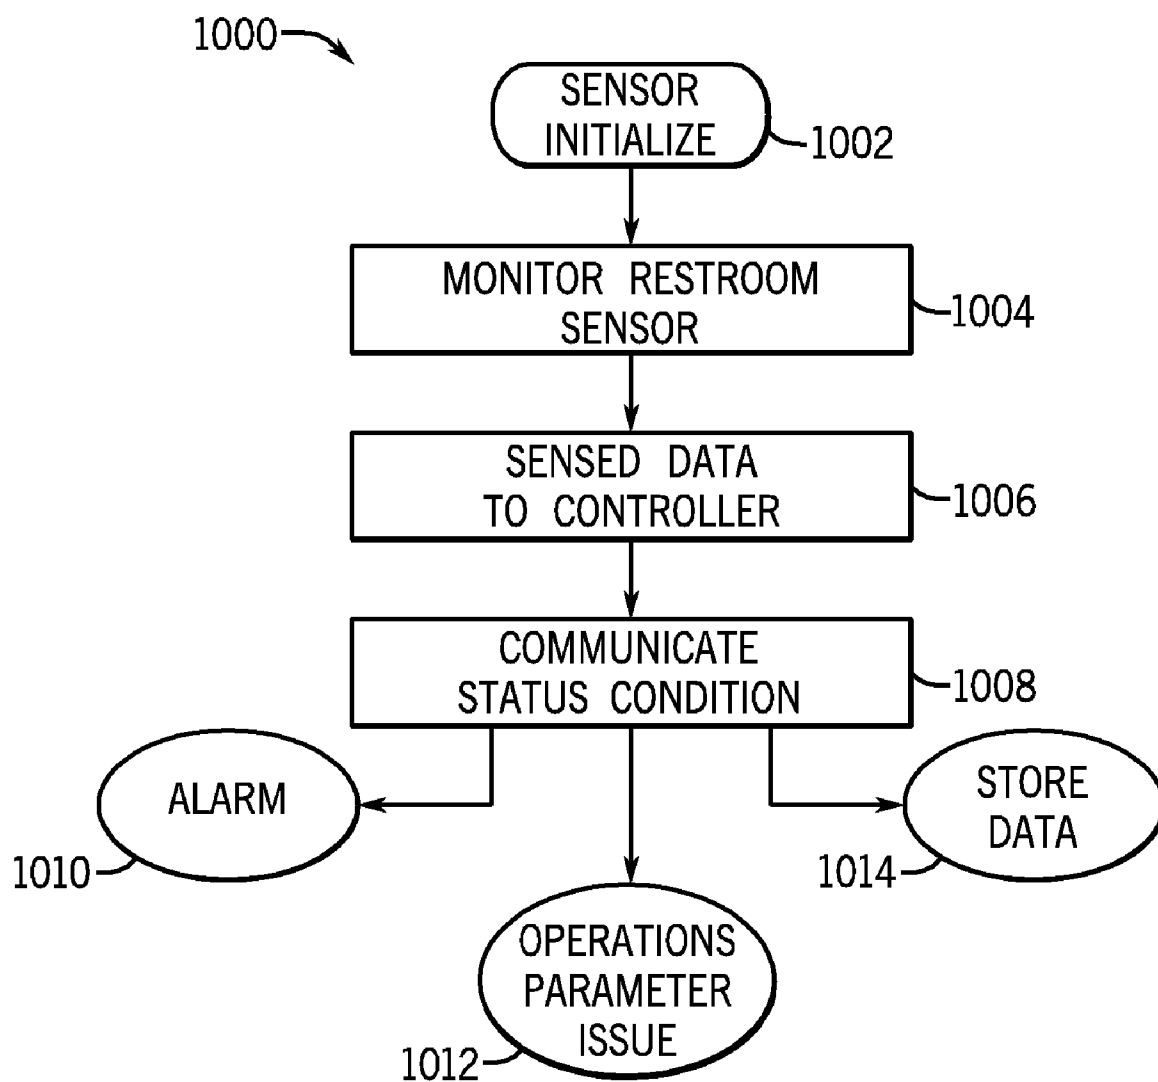 1000
SENSOR
INITIALIZE
1002
MONITOR RESTROOM
SENSOR
1004
SENSED DATA
TO CONTROLLER
1006
COMMUNICATE
STATUS CONDITION
1008
ALARM
1010
STORE
DATA
1014
OPERATIONS
PARAMETER
ISSUE
1012